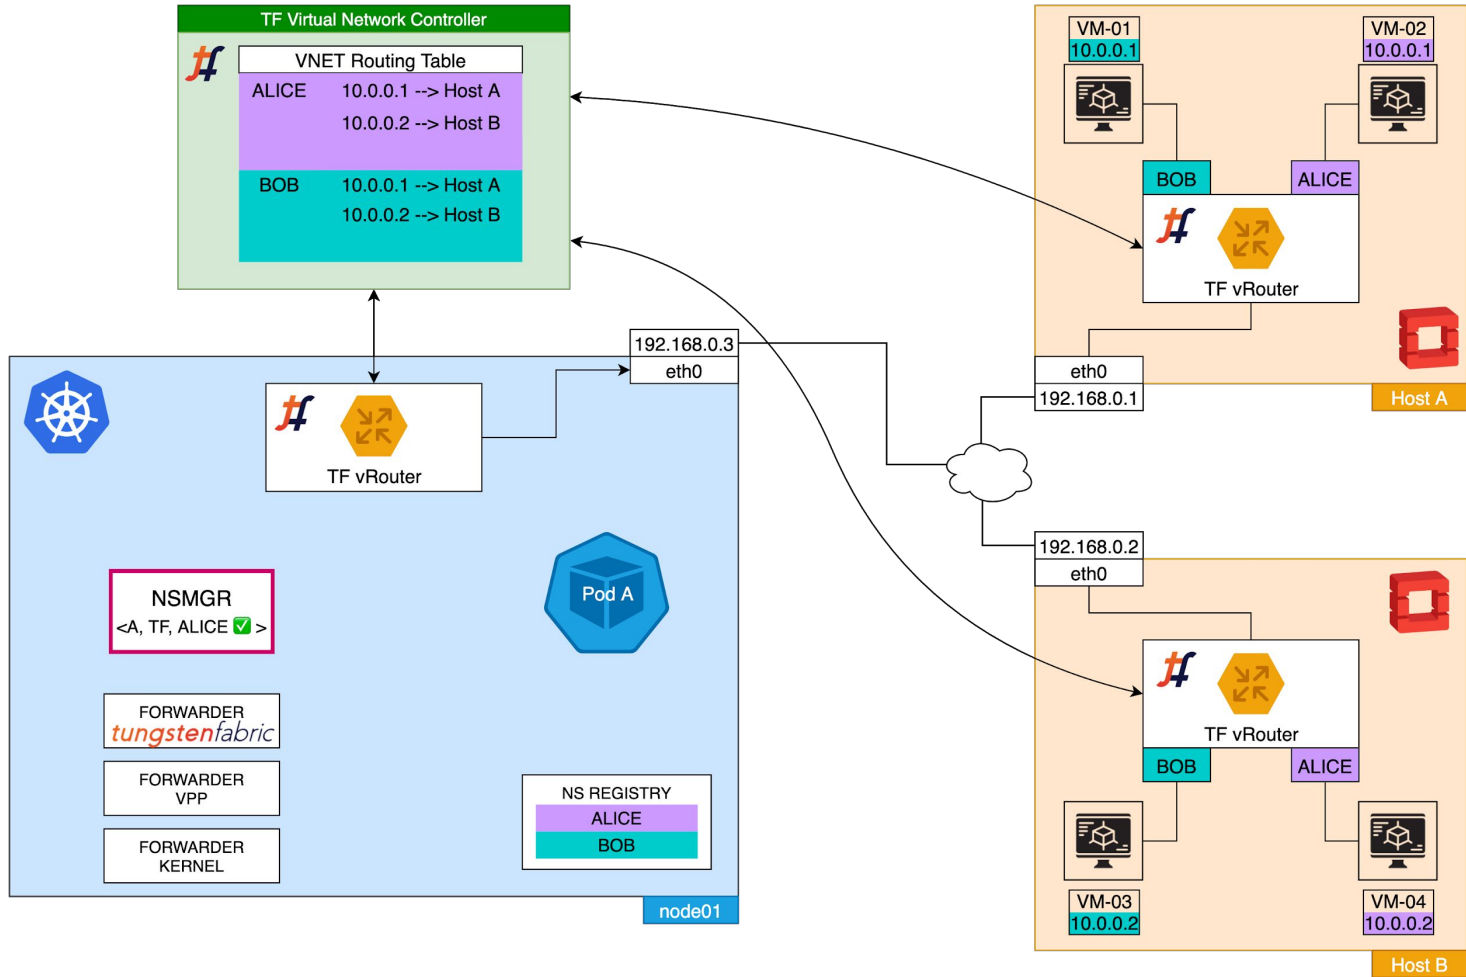 TF Virtual Network Controller
VNET Routing Table
ALICE 10.0.0.1 --> Host A
10.0.0.2 --> Host B
BOB 10.0.0.1 --> Host A
10.0.0.2 --> Host B
VM-01
10.0.0.1
VM-02
10.0.0.1
BOB
ALICE
TF vRouter
eth0
192.168.0.1
Host A
192.168.0.3
eth0
TF vRouter
NSMGR
<A, TF, ALICE ✅ >
Pod A
FORWARDER
tungstenfabric
FORWARDER
VPP
FORWARDER
KERNEL
NS REGISTRY
ALICE
BOB
node01
192.168.0.2
eth0
TF vRouter
BOB
ALICE
VM-03
10.0.0.2
VM-04
10.0.0.2
Host B